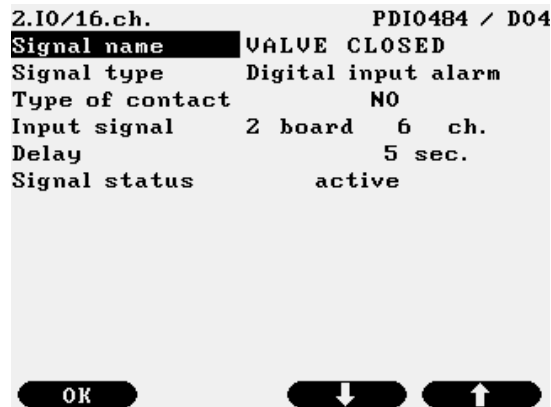 2.IO/16.ch. PDIO484 / DO4
Signal name VALVE CLOSED
Signal type Digital input alarm
Type of contact NO
Input signal 2 board 6 ch.
Delay 5 sec.
Signal status active
OK